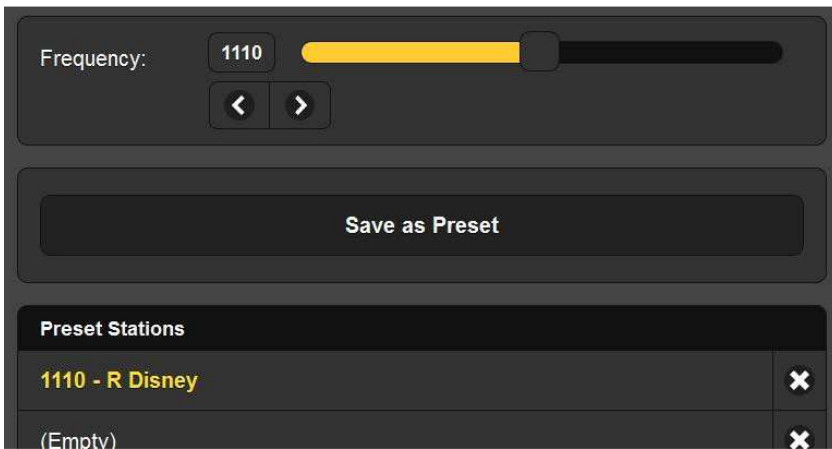 Frequency: 1110
Save as Preset
Preset Stations
1110 - R Disney
(Empty)